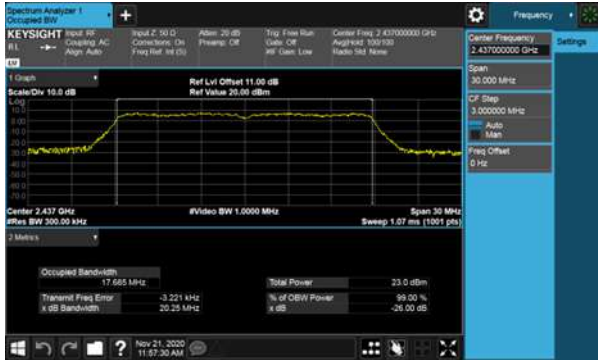 Spectrum Analyzer 1
Occupied BW
+
Frequency
Settings
KEYSIGHT Input: RF
R L
Coupling: AC
Align: Auto
Input Z: 50 Ω
Corrections: On
Freq Ref: Int (S)
Atten: 20 dB
Preamp: Off
Trig: Free Run
Gate: Off
#IF Gain: Low
Center Freq: 2.437000000 GHz
Avg|Hold: 100/100
Radio Std: None
LU
Center Frequency
2.437000000 GHz
Span
30.000 MHz
CF Step
3.000000 MHz
Auto
Man
Freq Offset
0 Hz
1 Graph
Scale/Div 10.0 dB
Ref Lvl Offset 11.00 dB
Ref Value 20.00 dBm
Log
10.0
0.00
Center 2.437 GHz
#Res BW 300.00 kHz
#Video BW 1.0000 MHz
Span 30 MHz
Sweep 1.07 ms (1001 pts)
2 Metrics
Occupied Bandwidth
17.665 MHz
Total Power 23.0 dBm
Transmit Freq Error -3.221 kHz
% of OBW Power 99.00 %
x dB Bandwidth 20.25 MHz
x dB -26.00 dB
?
Nov 21, 2020
11:57:30 AM